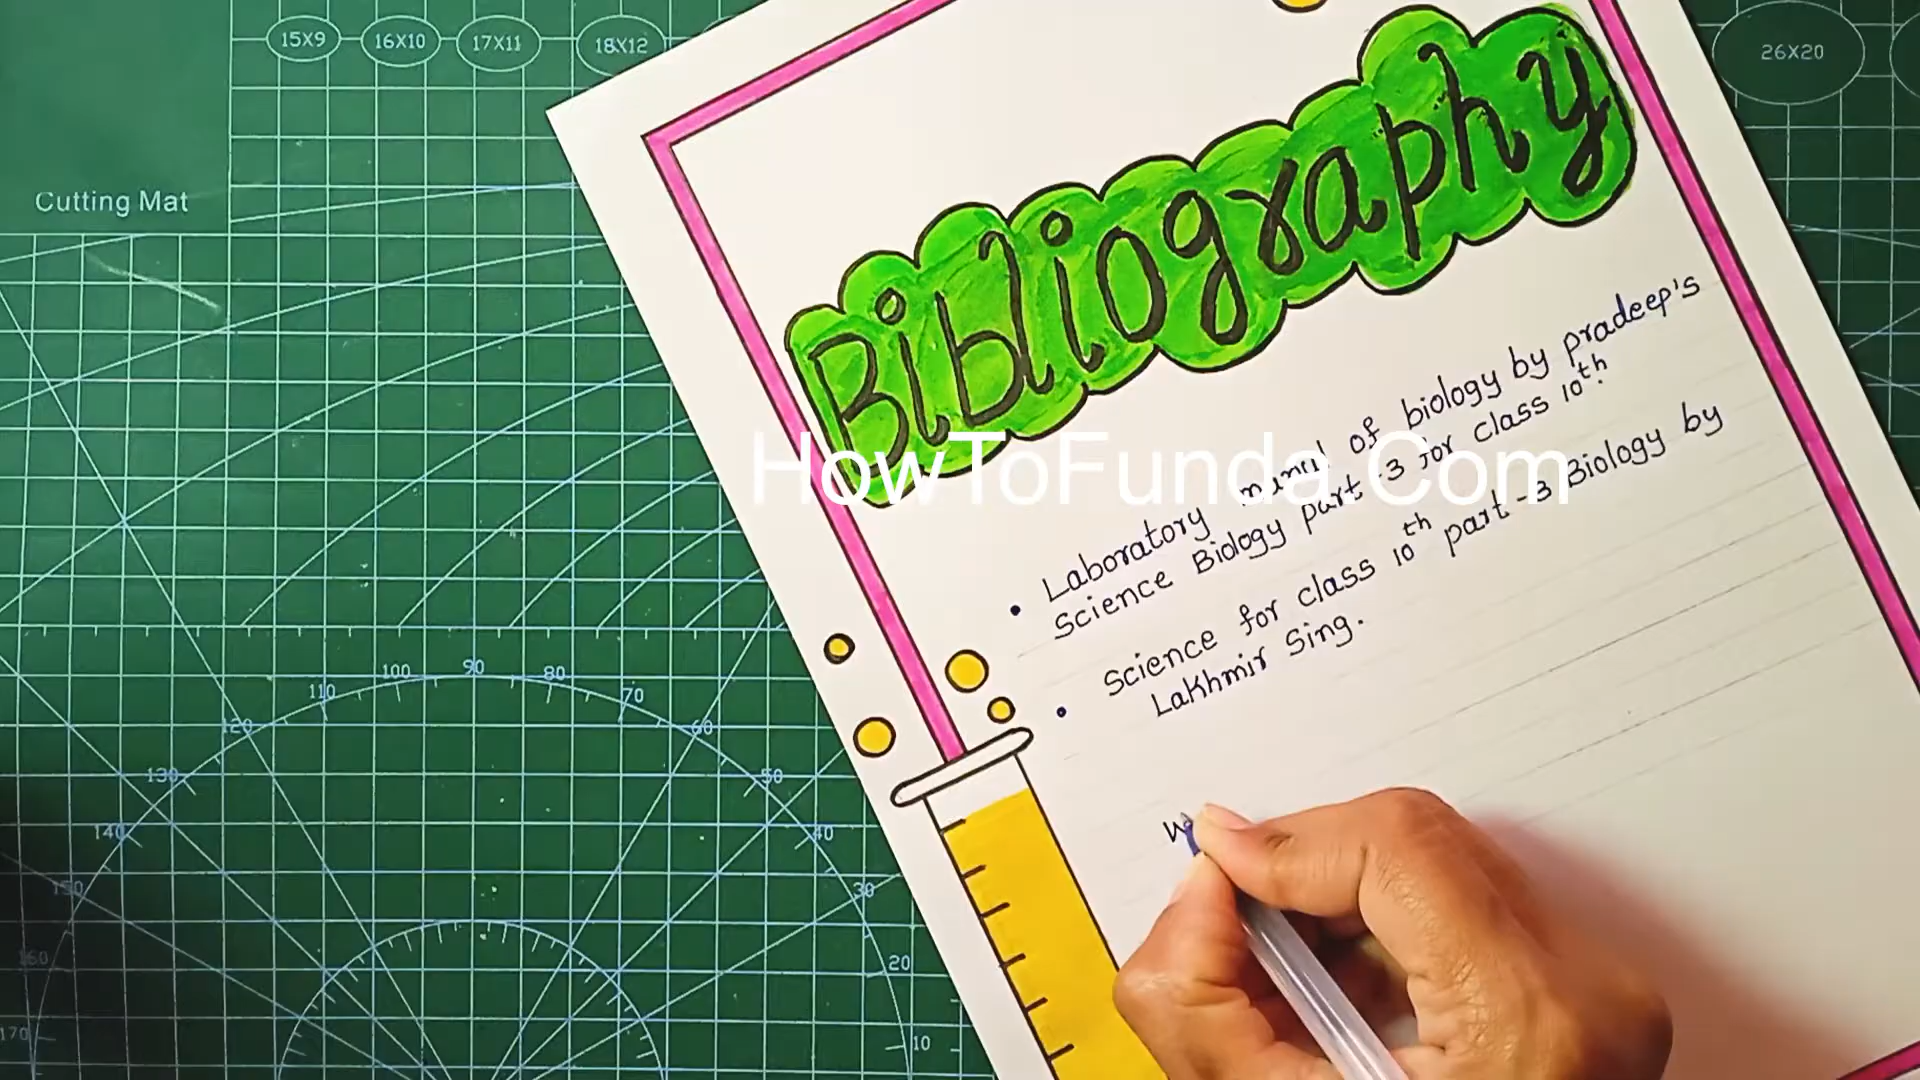 15X9
16X10
17X11
18X12
26X20
Cutting Mat
Bibliography
HowToFunda.Com
• Laboratory manul of biology by pradeep's
Science Biology part -3 for class 10th.
• Science for class 10th part -3 Biology by
Lakhmir Sing.
W
110
100
90
80
70
120
60
130
50
140
40
150
30
160
20
170
10